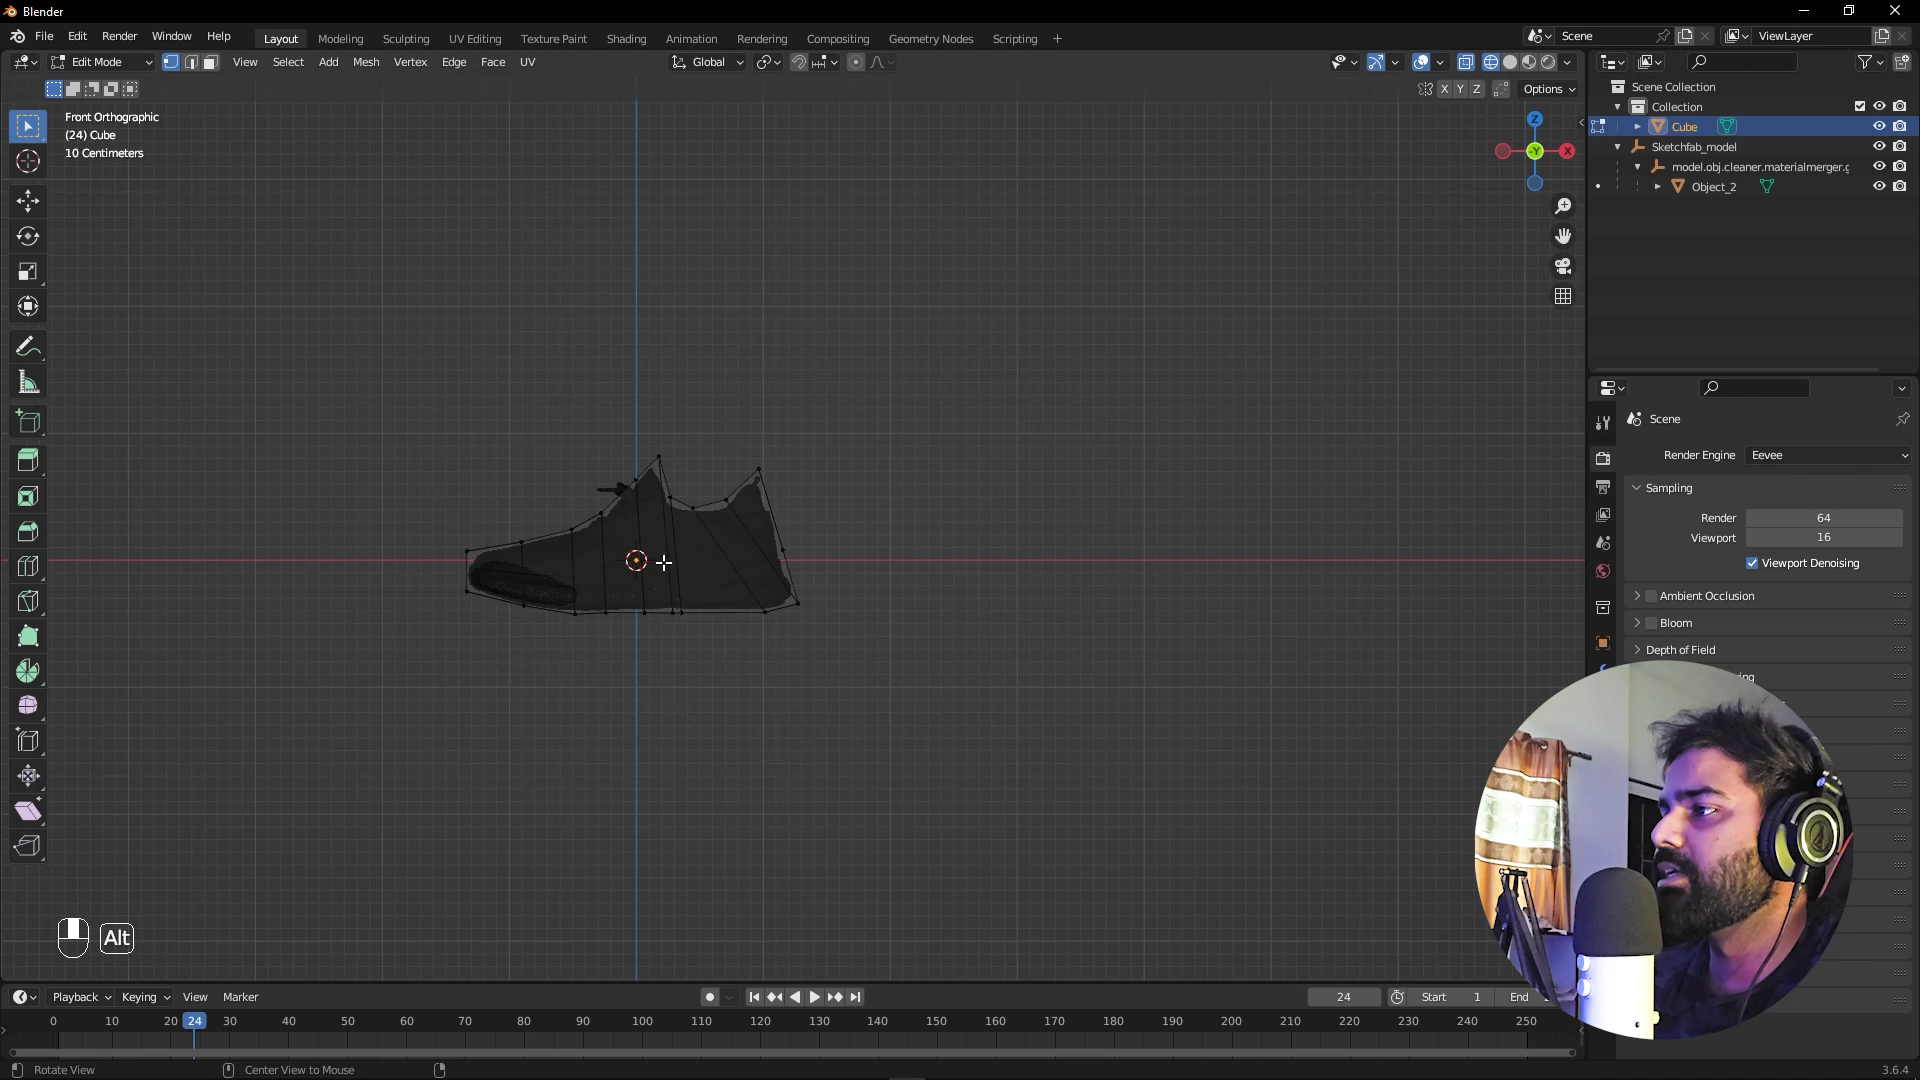 Blender
File Edit Render Window Help
Layout Modeling Sculpting UV Editing Texture Paint Shading Animation Rendering Compositing Geometry Nodes Scripting +
Scene
ViewLayer
Edit Mode
View Select Add Mesh Vertex Edge Face UV
Global
X Y Z
Options
Front Orthographic
(24) Cube
10 Centimeters
Z
-Y
X
Scene Collection
Collection
Cube
Sketchfab_model
model.obj.cleaner.materialmerger.g
Object_2
Scene
Render Engine Eevee
Sampling
Render 64
Viewport 16
Viewport Denoising
Ambient Occlusion
Bloom
Depth of Field
Alt
Playback Keying View Marker
24
Start 1
End
0 10 20 24 30 40 50 60 70 80 90 100 110 120 130 140 150 160 170 180 190 200 210 220 230 240 250
Rotate View
Center View to Mouse
3.6.4